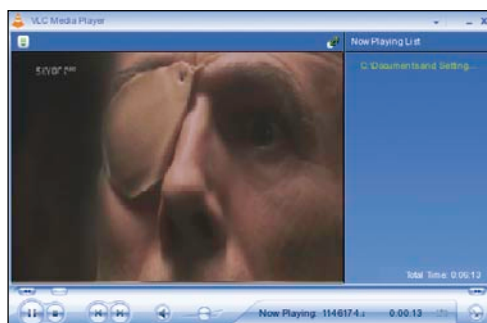 VLC Media Player
Now Playing List
C:\Documents and Setting...
Total Time: 0:06:13
Now Playing: 1146174.z 0:00:13